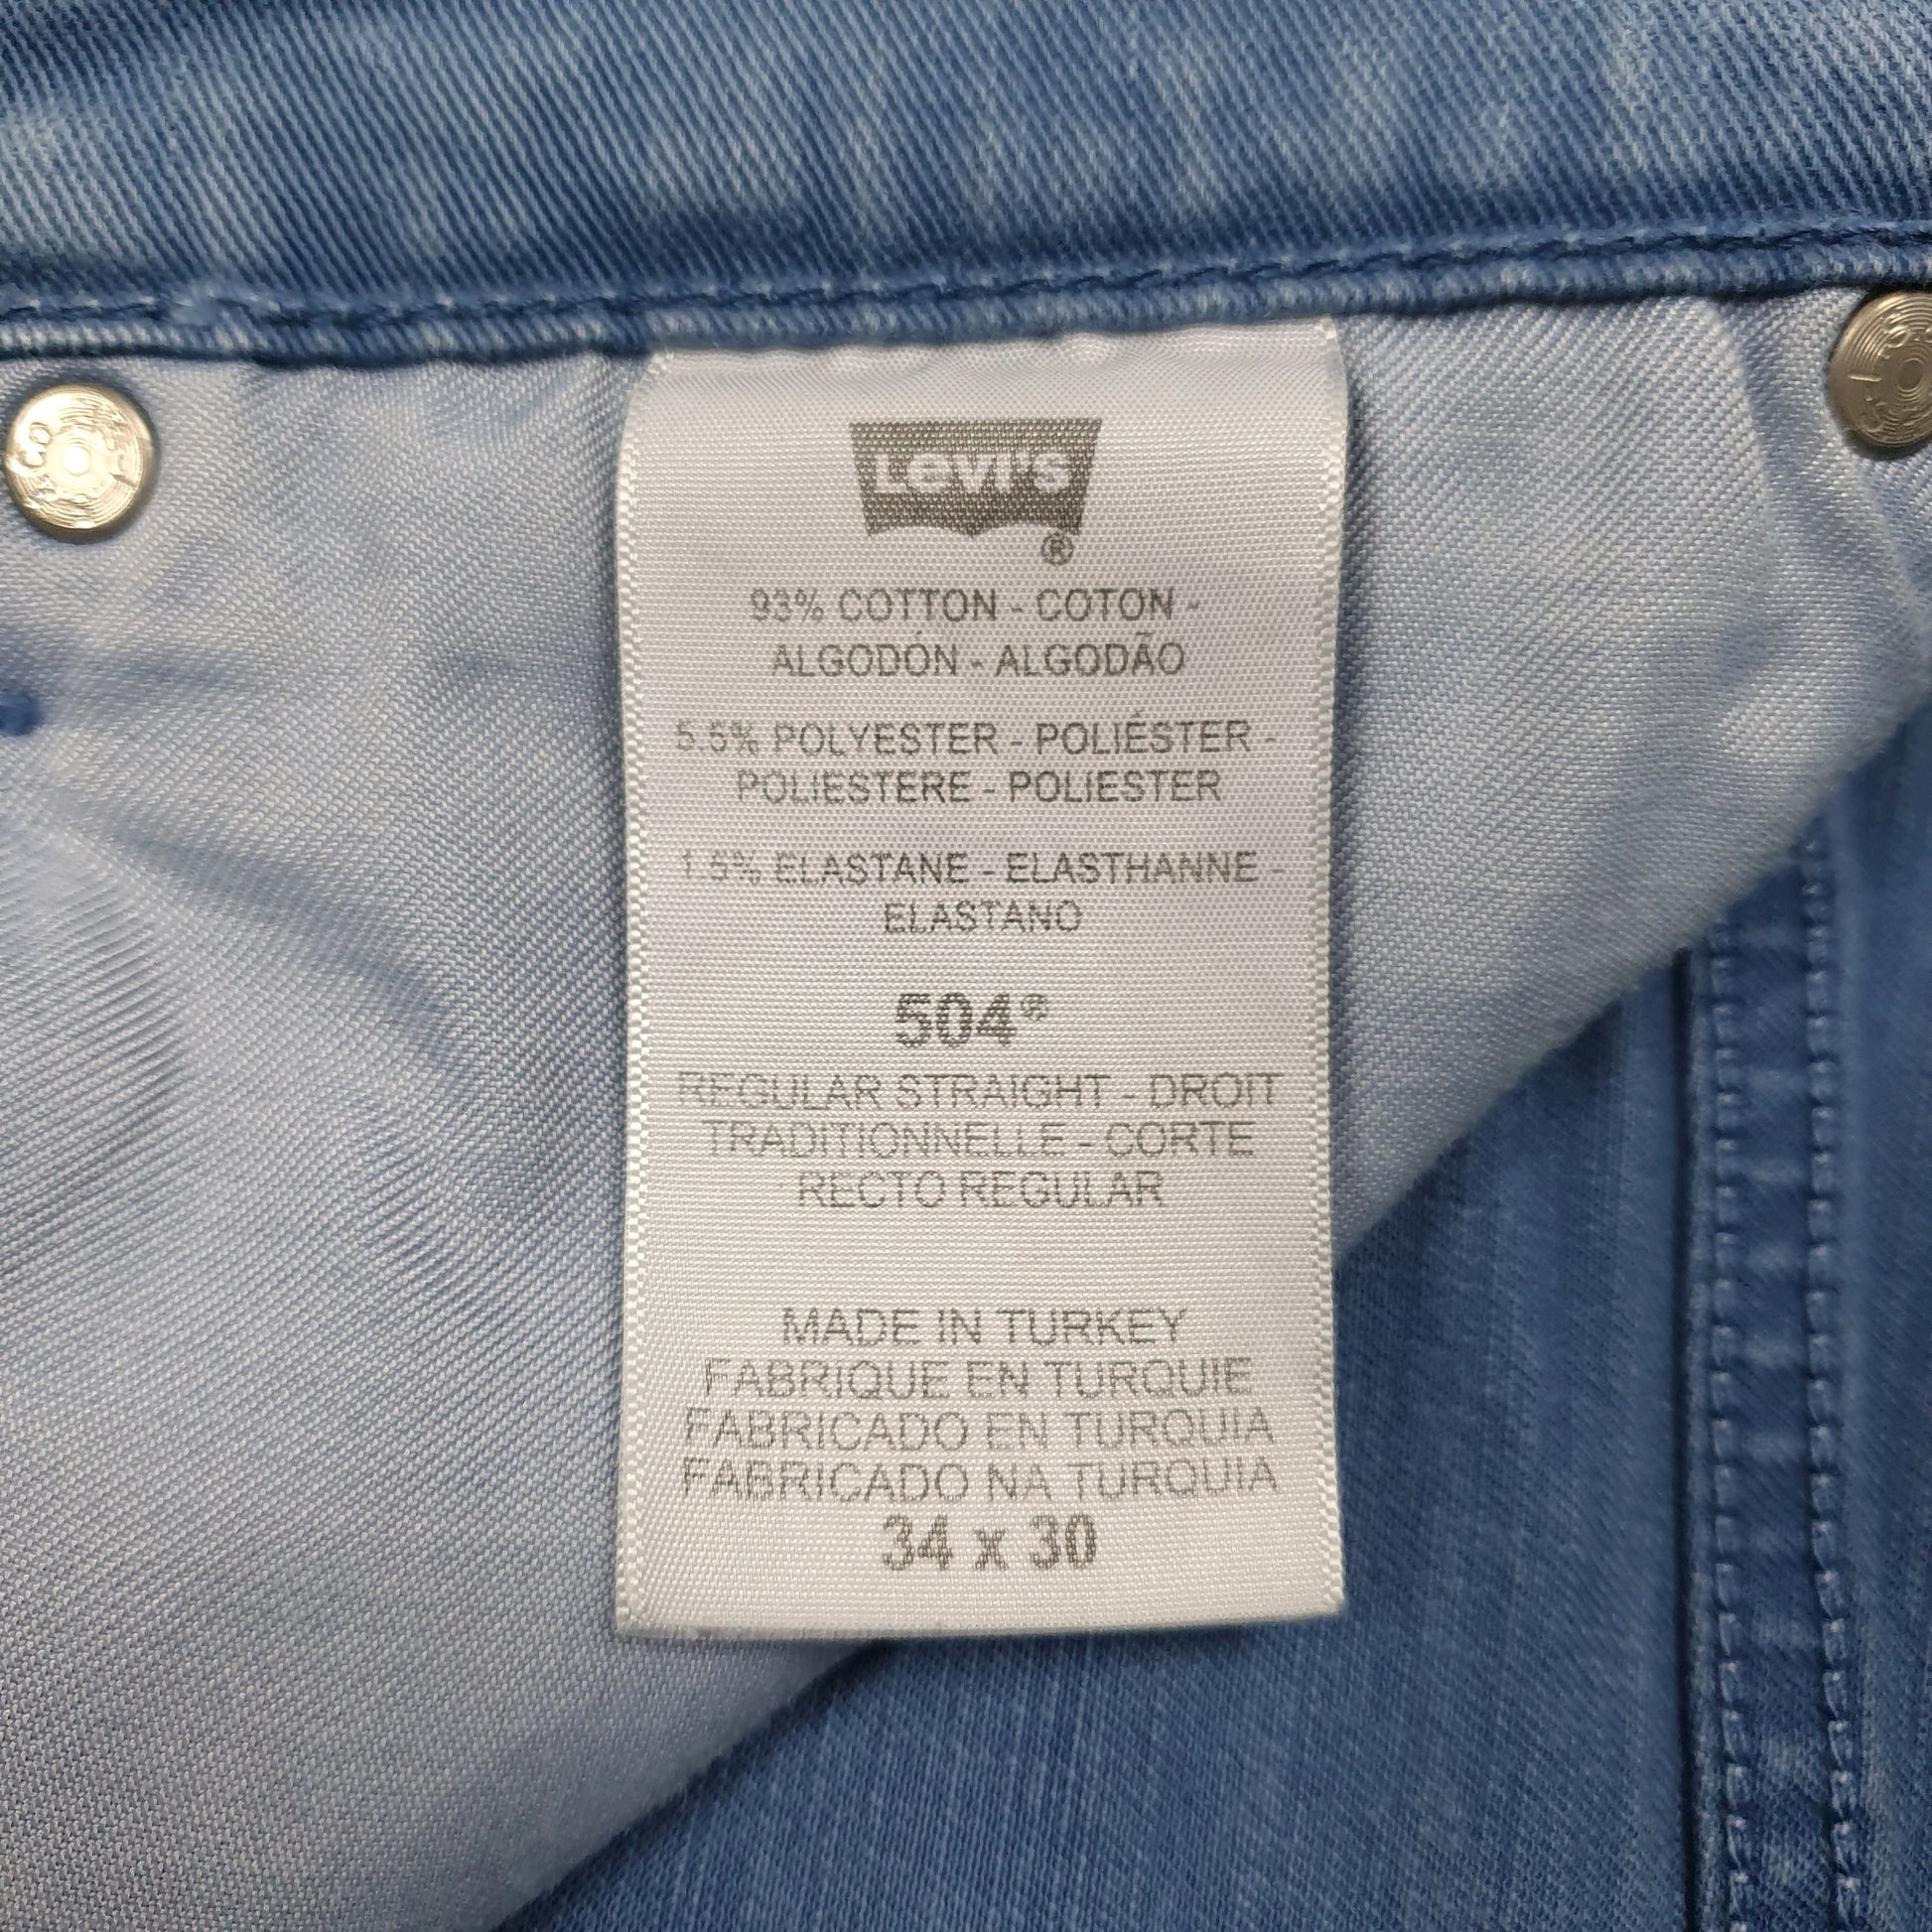 Levi's
®
93% COTTON - COTON -
ALGODÓN - ALGODÃO
5.5% POLYESTER - POLIÉSTER -
POLIESTERE - POLIESTER
1.5% ELASTANE - ELASTHANNE -
ELASTANO
504®
REGULAR STRAIGHT - DROIT
TRADITIONNELLE - CORTE
RECTO REGULAR
MADE IN TURKEY
FABRIQUE EN TURQUIE
FABRICADO EN TURQUIA
FABRICADO NA TURQUIA
34 x 30